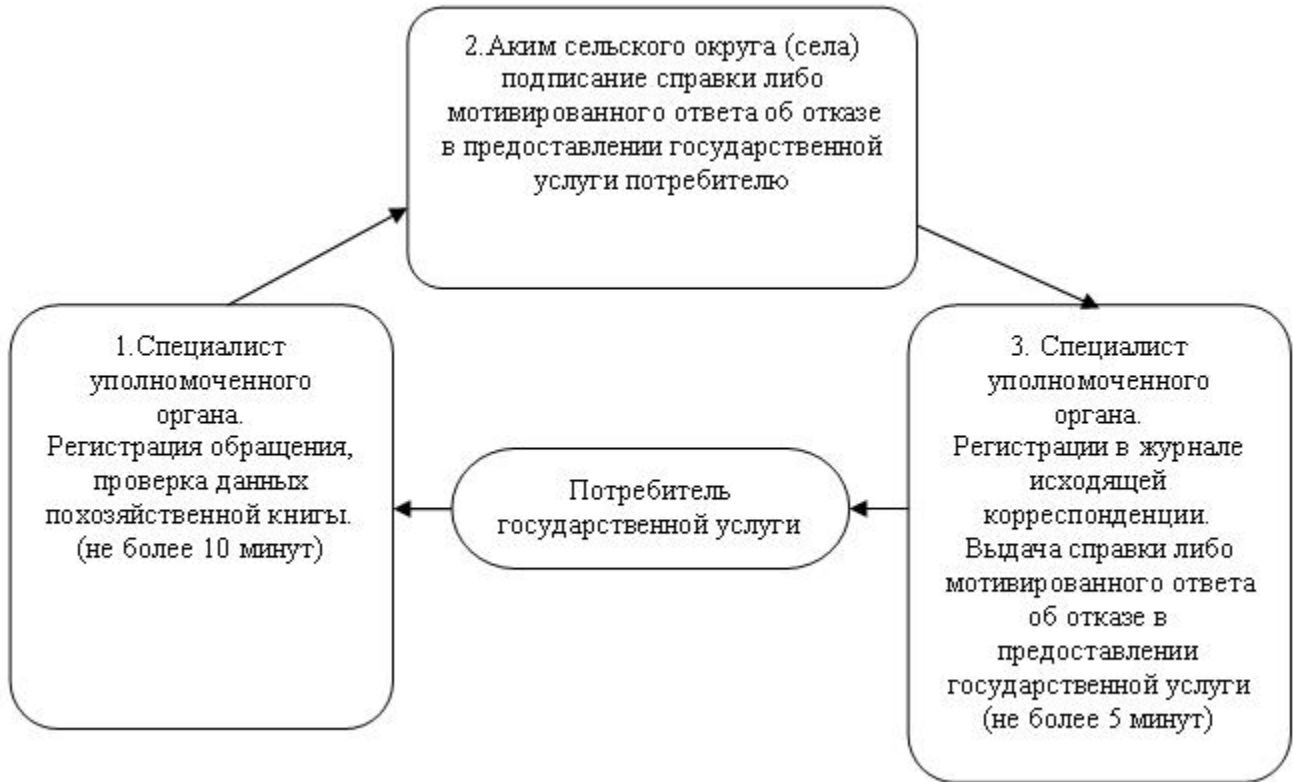 2.Аким сельского округа (села)
подписание справки либо
мотивированного ответа об отказе
в предоставлении государственной
услуги потребителю
1.Специалист
уполномоченного
органа.
Регистрация обращения,
проверка данных
похозяйственной книги.
(не более 10 минут)
Потребитель
государственной услуги
3. Специалист
уполномоченного
органа.
Регистрации в журнале
исходящей
корреспонденции.
Выдача справки либо
мотивированного ответа
об отказе в
предоставлении
государственной услуги
(не более 5 минут)